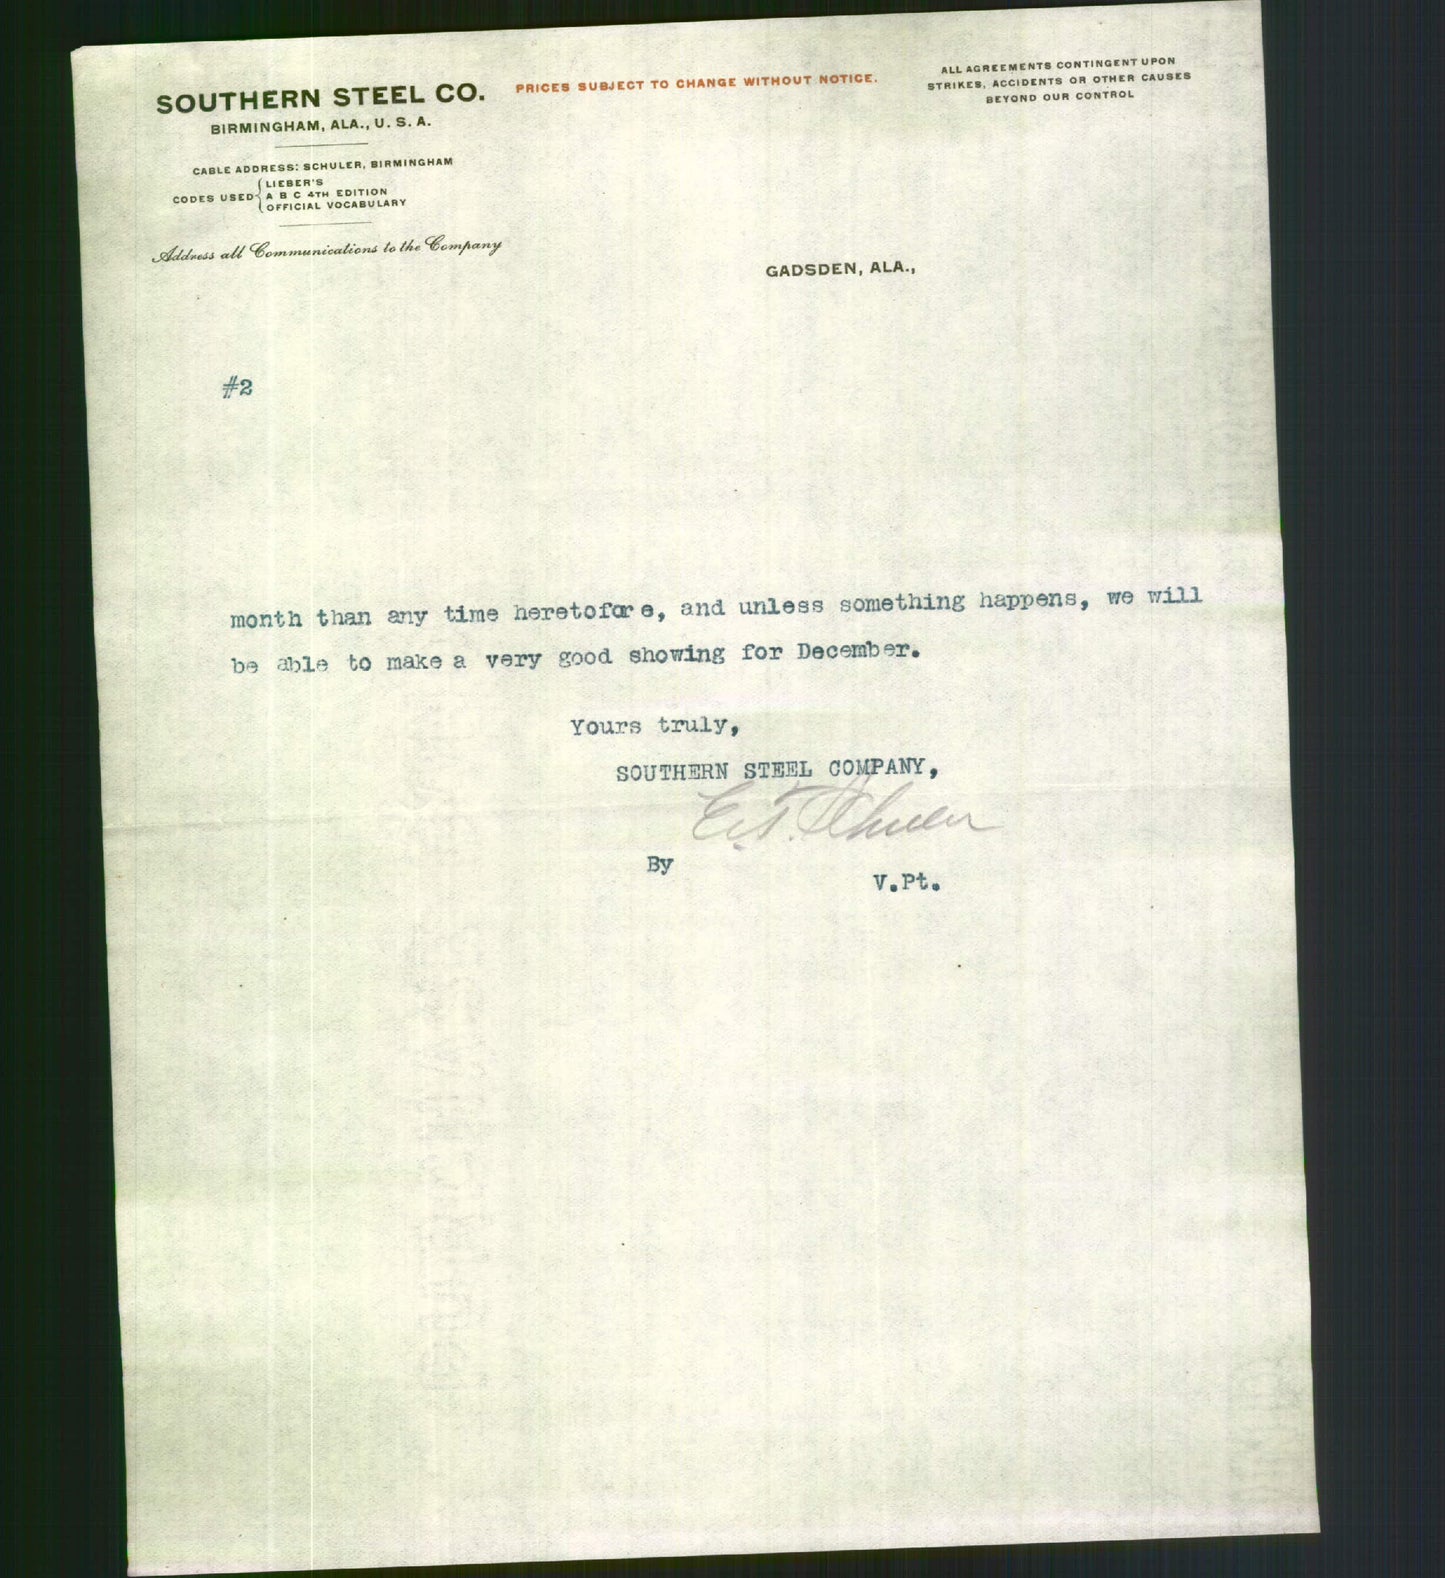 SOUTHERN STEEL CO.
BIRMINGHAM, ALA., U. S. A.
PRICES SUBJECT TO CHANGE WITHOUT NOTICE.
ALL AGREEMENTS CONTINGENT UPON
STRIKES, ACCIDENTS OR OTHER CAUSES
BEYOND OUR CONTROL
CABLE ADDRESS: SCHULER, BIRMINGHAM
CODES USED
LIEBER'S
A B C 4TH EDITION
OFFICIAL VOCABULARY
Address all Communications to the Company
GADSDEN, ALA.,
#2
month than any time heretofore, and unless something happens, we will
be able to make a very good showing for December.
Yours truly,
SOUTHERN STEEL COMPANY,
E.T. Schuler
By
V.Pt.